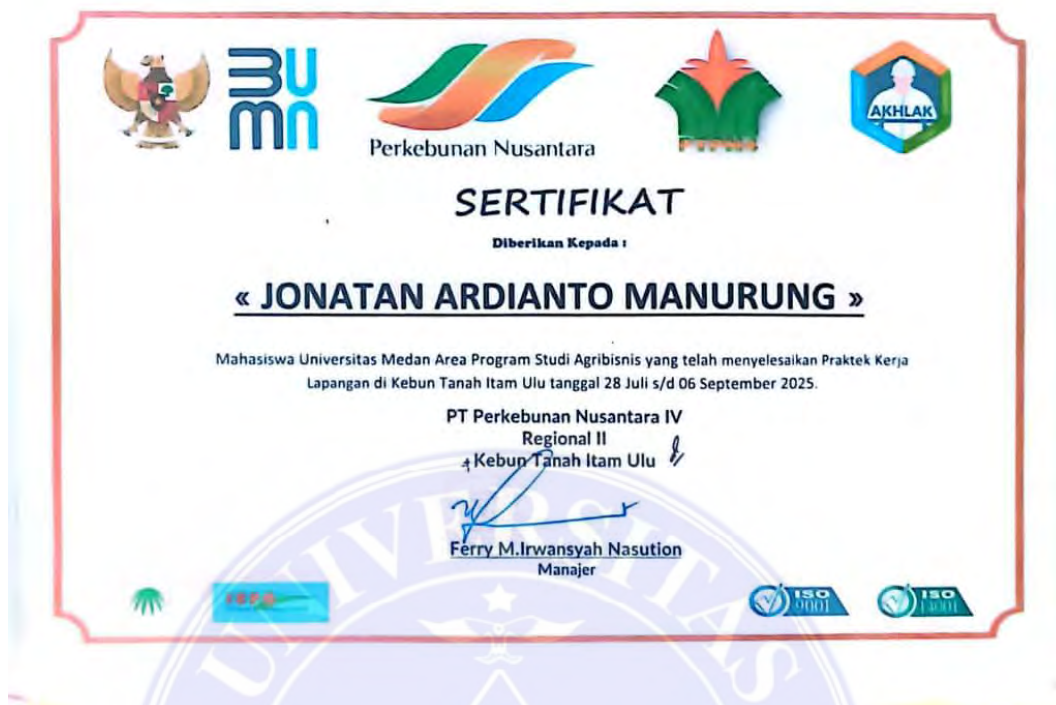 BUMN
Perkebunan Nusantara
AKHLAK
SERTIFIKAT
Diberikan Kepada :
« JONATAN ARDIANTO MANURUNG »
Mahasiswa Universitas Medan Area Program Studi Agribisnis yang telah menyelesaikan Praktek Kerja
Lapangan di Kebun Tanah Itam Ulu tanggal 28 Juli s/d 06 September 2025.
PT Perkebunan Nusantara IV
Regional II
Kebun Tanah Itam Ulu
Ferry M.Irwansyah Nasution
Manajer
ISO 9001
ISO 14001
UNIVERSITAS